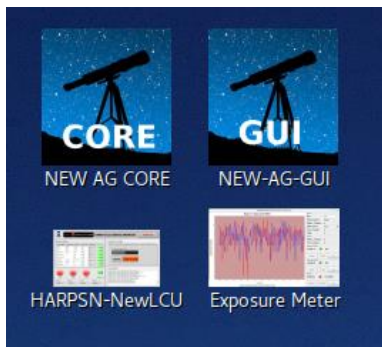 CORE
GUI
NEW AG CORE
NEW-AG-GUI
HARPSN-NewLCU
Exposure Meter